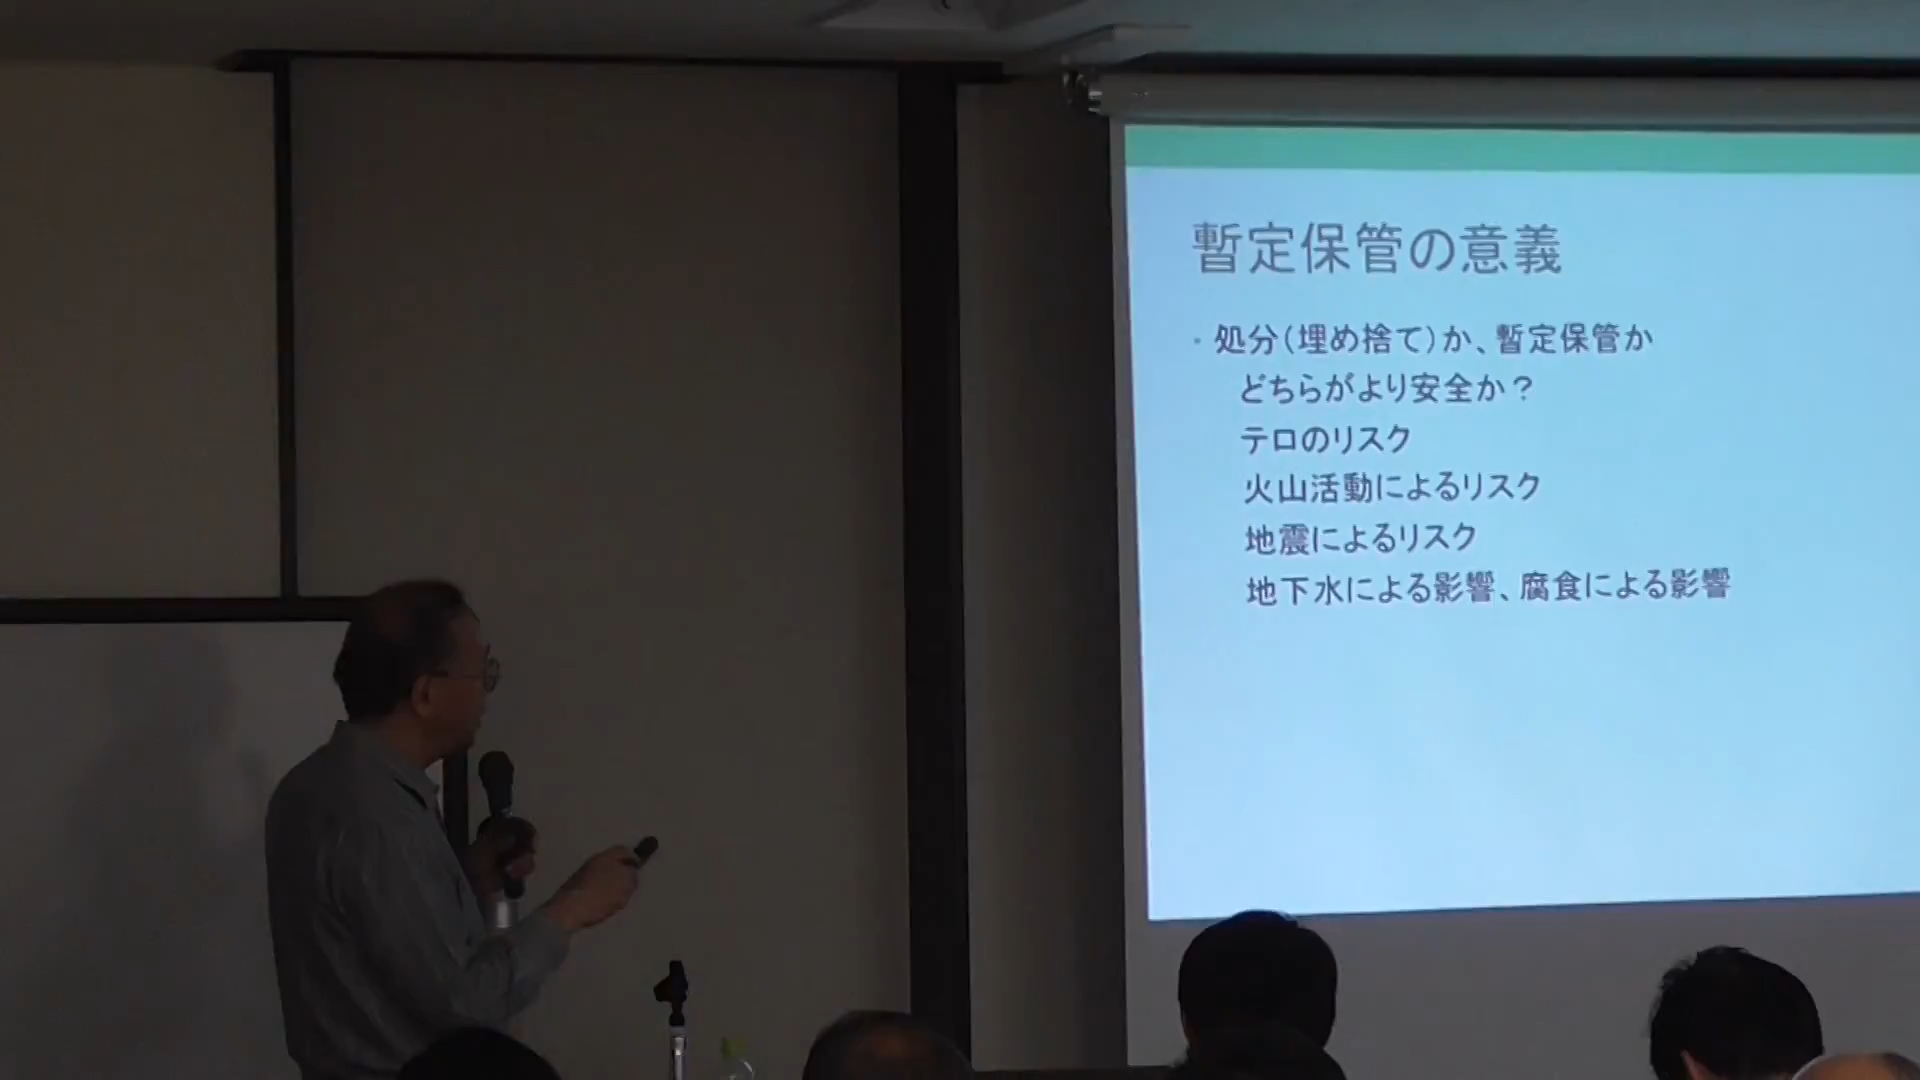 暫定保管の意義
・処分(埋め捨て)か、暫定保管か
どちらがより安全か?
テロのリスク
火山活動によるリスク
地震によるリスク
地下水による影響、腐食による影響